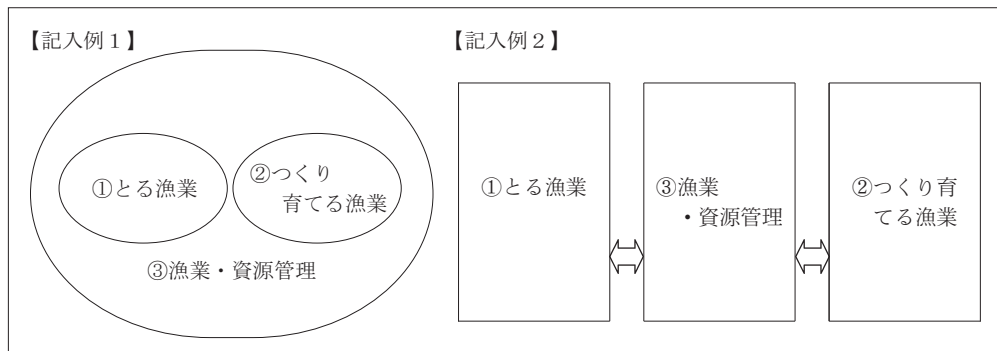 【記入例１】
①とる漁業
②つくり
育てる漁業
③漁業・資源管理
【記入例２】
①とる漁業
③漁業
・資源管理
②つくり育
てる漁業